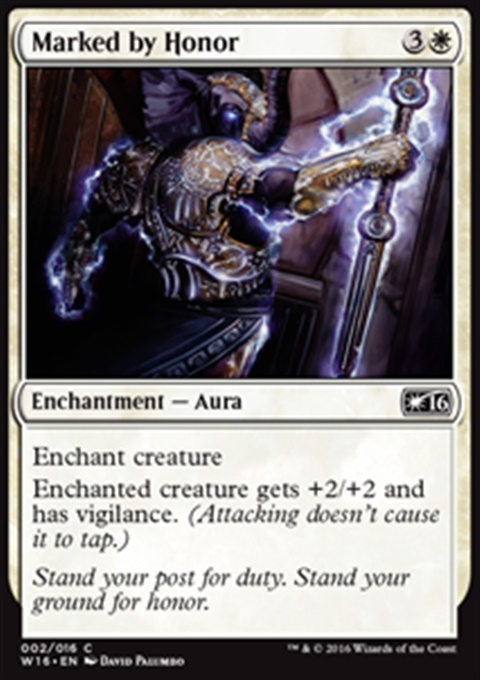 Marked by Honor 3
Enchantment — Aura
16
Enchant creature
Enchanted creature gets +2/+2 and
has vigilance. (Attacking doesn't cause
it to tap.)
Stand your post for duty. Stand your
ground for honor.
002/016 C
W16 • EN David Palumbo
™ & © 2016 Wizards of the Coast